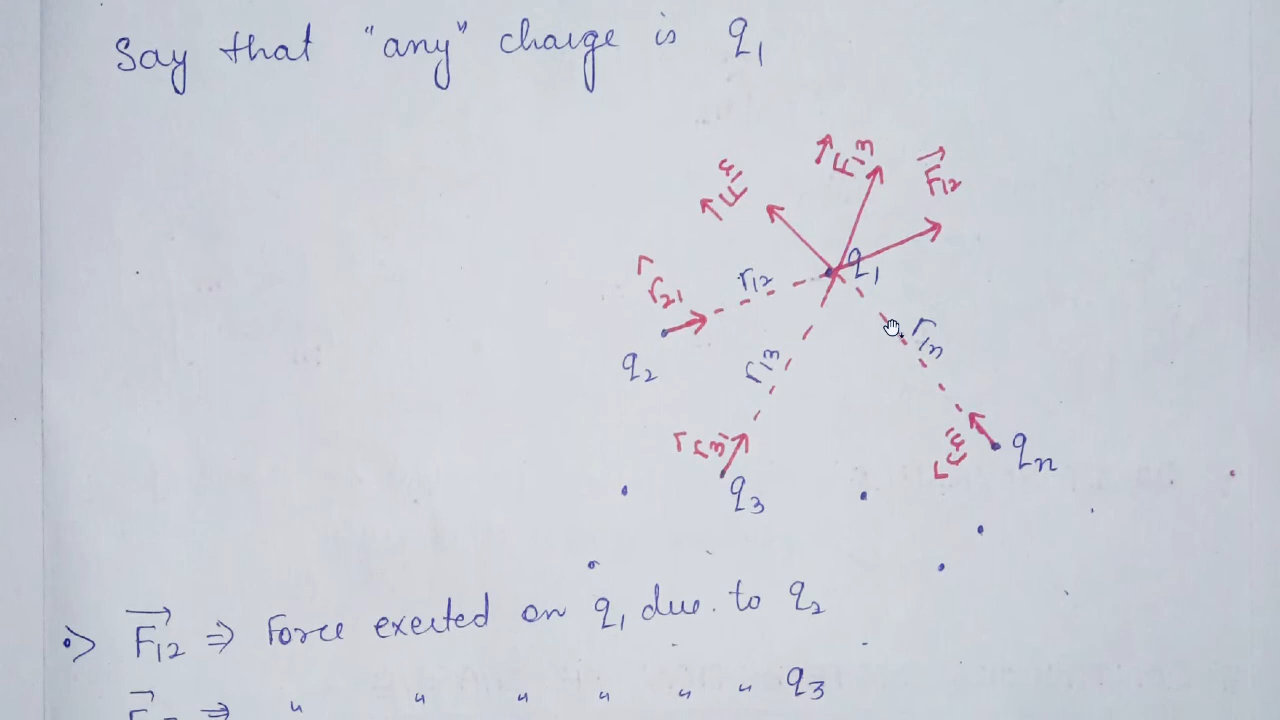 Say that "any" charge is q₁
F₁₃
F₁₂
F₁ₙ
q₁
r₁₂
r₂₁
r₁ₙ
q₂
r₁₃
r₃₁
qₙ
q₃
•> F₁₂ ⇒ Force exerted on q₁ due to q₂
⇒ " " " " " " q₃